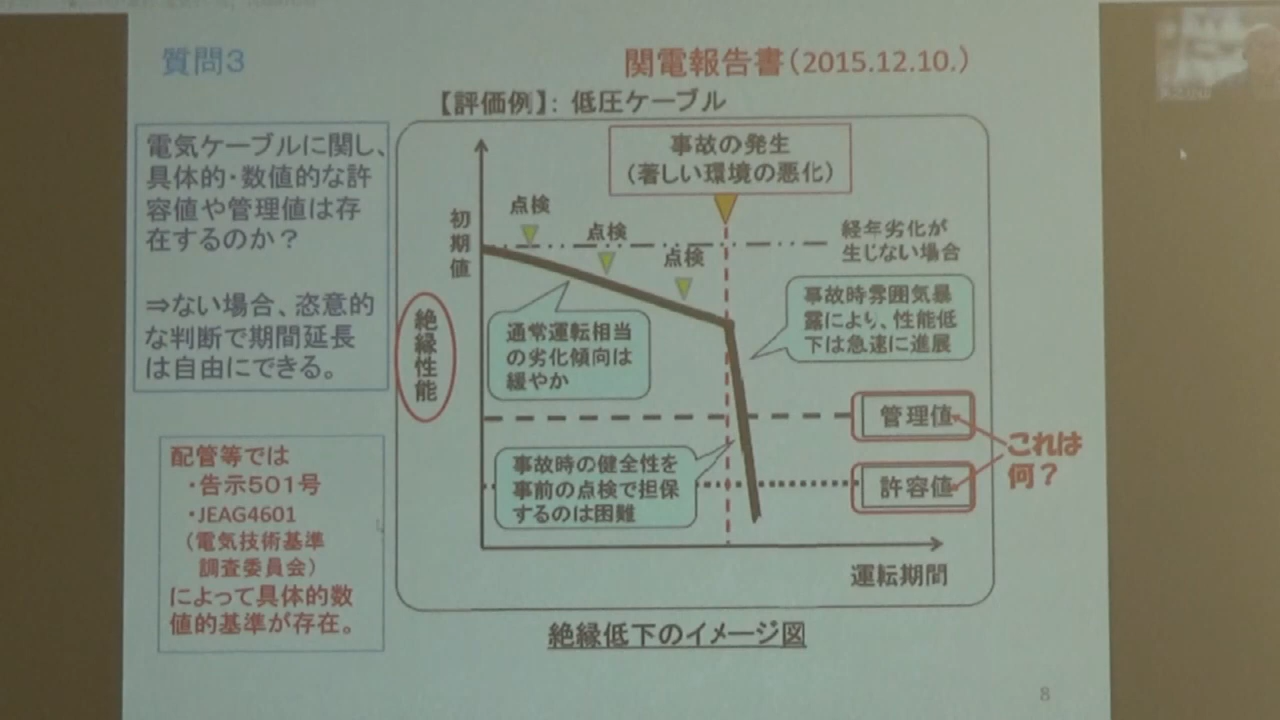 質問３
関電報告書（2015.12.10.）
【評価例】：低圧ケーブル
電気ケーブルに関し、
具体的・数値的な許
容値や管理値は存
在するのか？
⇒ない場合、恣意的
な判断で期間延長
は自由にできる。
配管等では
・告示５０１号
・JEAG4601
（電気技術基準
調査委員会）
によって具体的数
値的基準が存在。
事故の発生
（著しい環境の悪化）
初期値
点検
点検
点検
経年劣化が
生じない場合
絶縁性能
通常運転相当
の劣化傾向は
緩やか
事故時雰囲気暴
露により、性能低
下は急速に進展
管理値
許容値
これは
何？
事故時の健全性を
事前の点検で担保
するのは困難
運転期間
絶縁低下のイメージ図
8